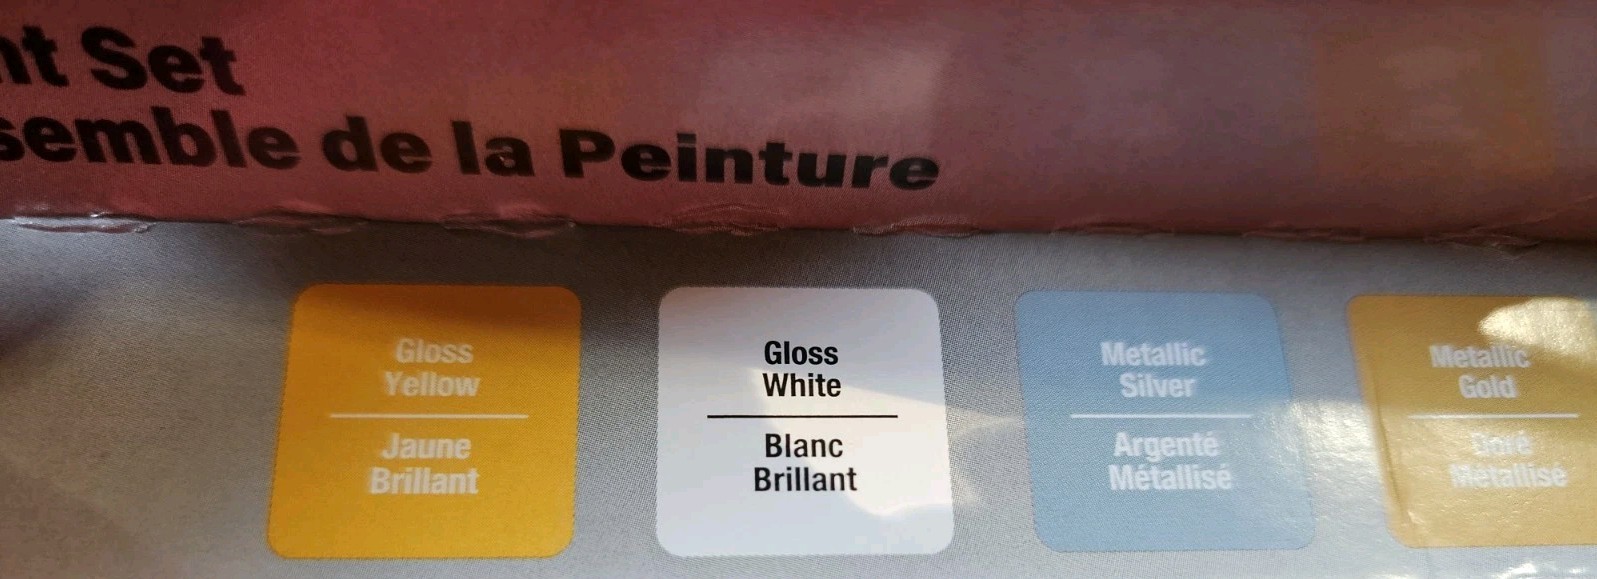 nt Set
semble de la Peinture
Gloss
Yellow
Jaune
Brillant
Gloss
White
Blanc
Brillant
Metallic
Silver
Argenté
Métallisé
Metallic
Gold
Doré
Métallisé